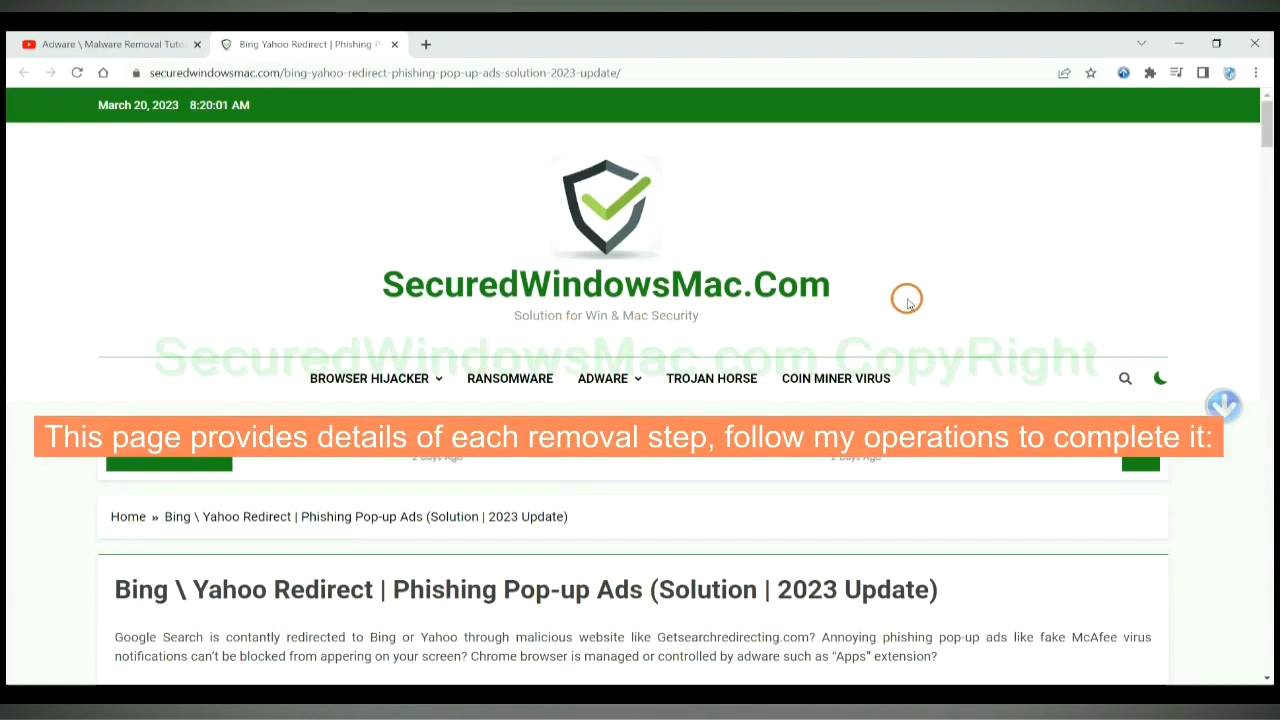 Adware \ Malware Removal Tuto
Bing Yahoo Redirect | Phishing P
securedwindowsmac.com/bing-yahoo-redirect-phishing-pop-up-ads-solution-2023-update/
March 20, 2023 8:20:01 AM
SecuredWindowsMac.Com
Solution for Win & Mac Security
SecuredWindowsMac.com CopyRight
BROWSER HIJACKER RANSOMWARE ADWARE TROJAN HORSE COIN MINER VIRUS
This page provides details of each removal step, follow my operations to complete it:
2 Days Ago 2 Days Ago
Home » Bing \ Yahoo Redirect | Phishing Pop-up Ads (Solution | 2023 Update)
Bing \ Yahoo Redirect | Phishing Pop-up Ads (Solution | 2023 Update)
Google Search is contantly redirected to Bing or Yahoo through malicious website like Getsearchredirecting.com? Annoying phishing pop-up ads like fake McAfee virus
notifications can't be blocked from appering on your screen? Chrome browser is managed or controlled by adware such as “Apps” extension?